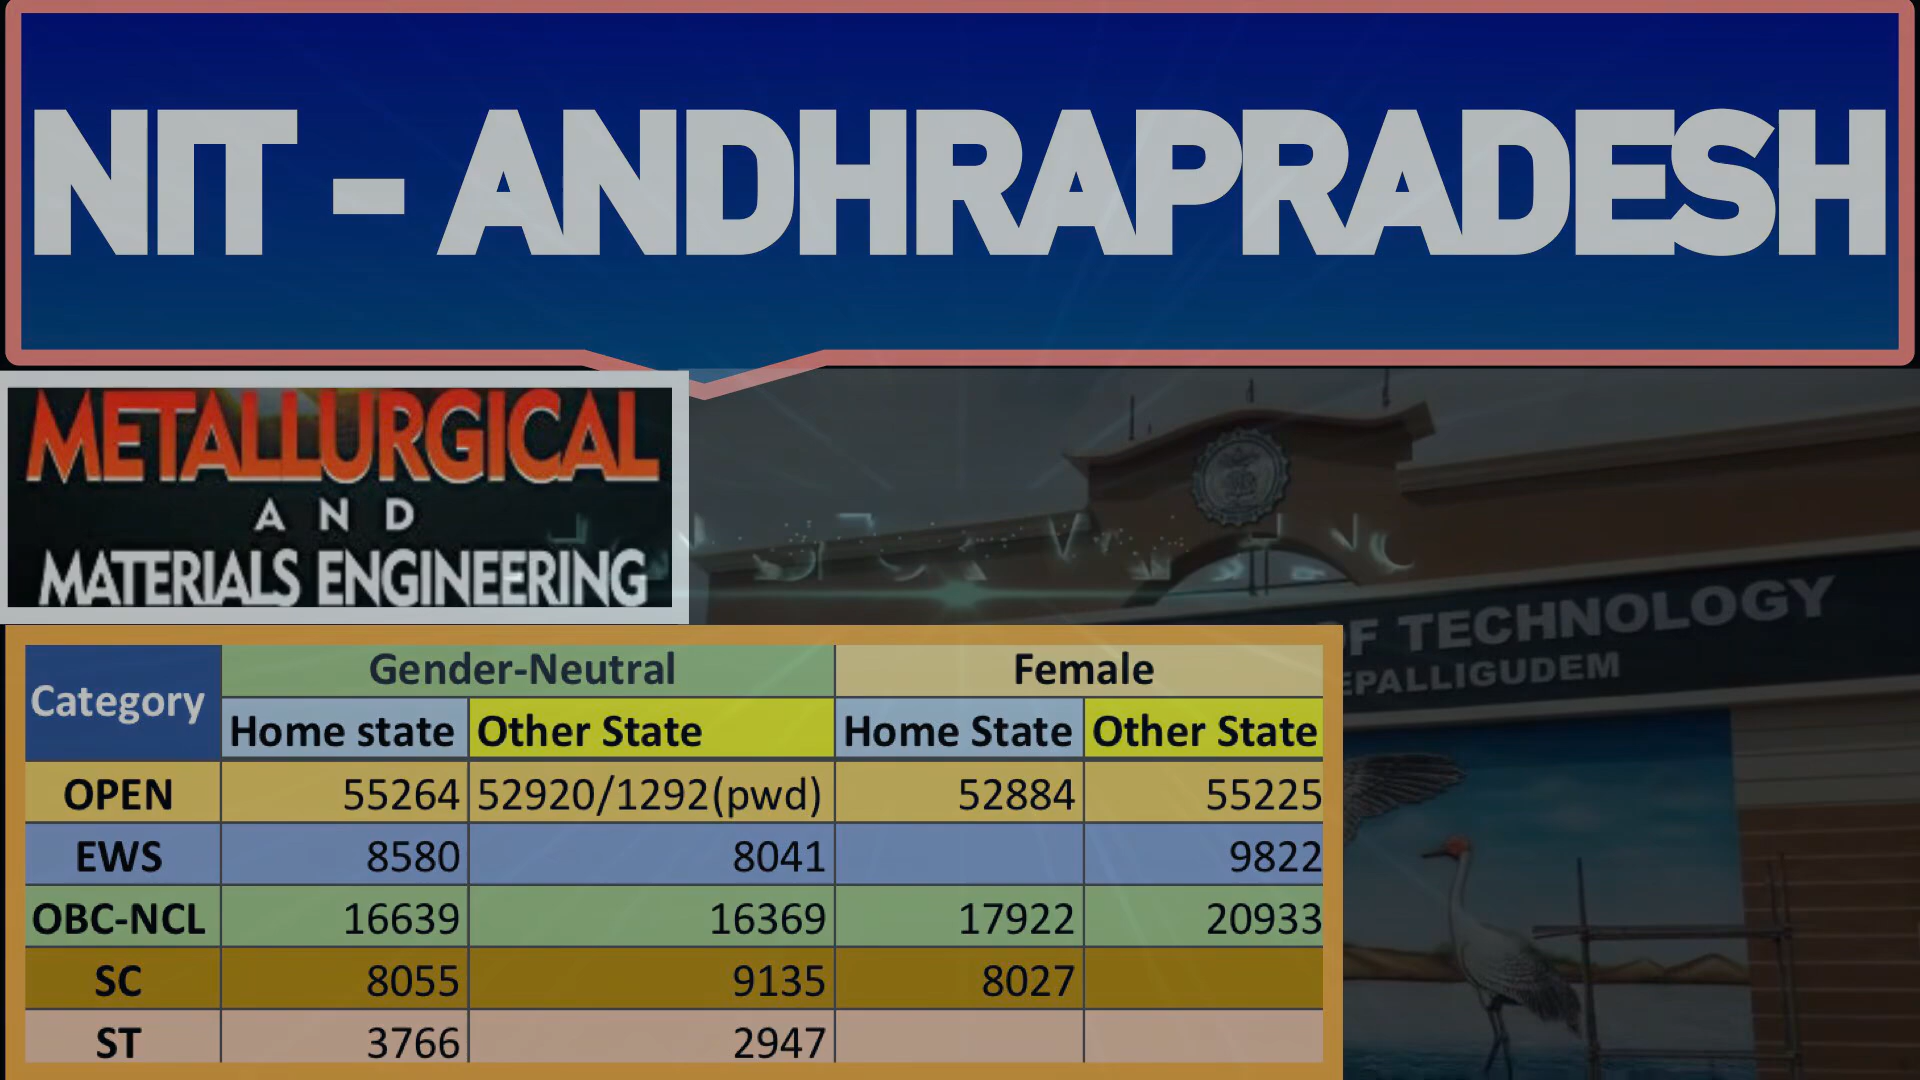 NIT - ANDHRAPRADESH
METALLURGICAL
AND
MATERIALS ENGINEERING
OF TECHNOLOGY
EPALLIGUDEM
Category Gender-Neutral Female
Home state Other State Home State Other State
OPEN 55264 52920/1292(pwd) 52884 55225
EWS 8580 8041 9822
OBC-NCL 16639 16369 17922 20933
SC 8055 9135 8027
ST 3766 2947